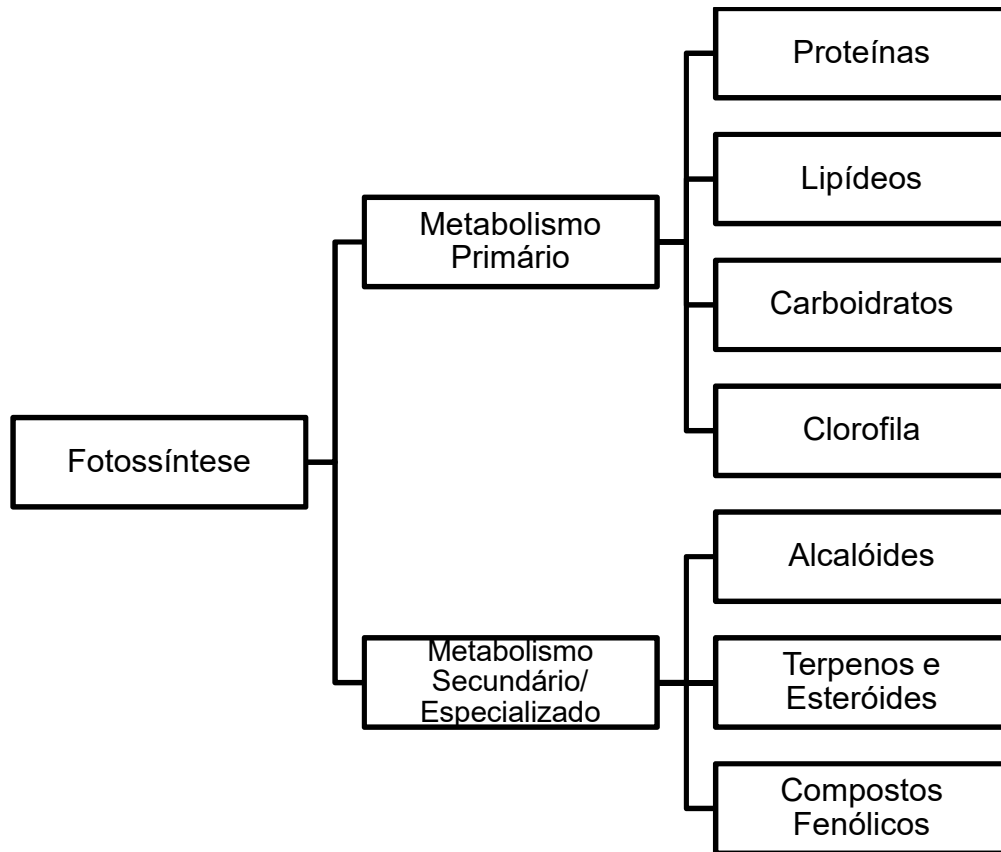 Proteínas
Lipídeos
Metabolismo
Primário
Carboidratos
Clorofila
Fotossíntese
Alcalóides
Metabolismo
Secundário/
Especializado
Terpenos e
Esteróides
Compostos
Fenólicos